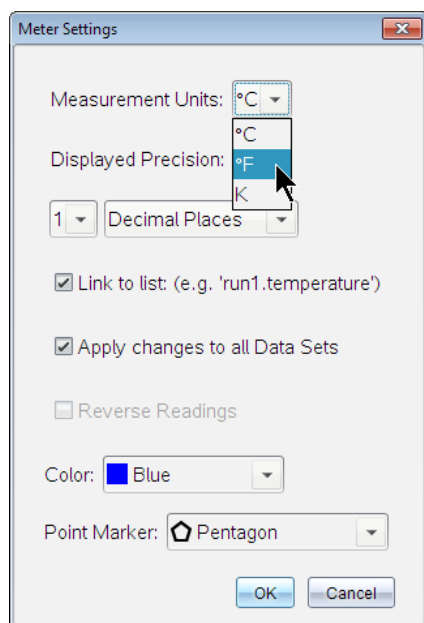 Meter Settings
Measurement Units: °C
°C
°F
K
Displayed Precision:
1 Decimal Places
Link to list: (e.g. 'run1.temperature')
Apply changes to all Data Sets
Reverse Readings
Color: Blue
Point Marker: Pentagon
OK Cancel